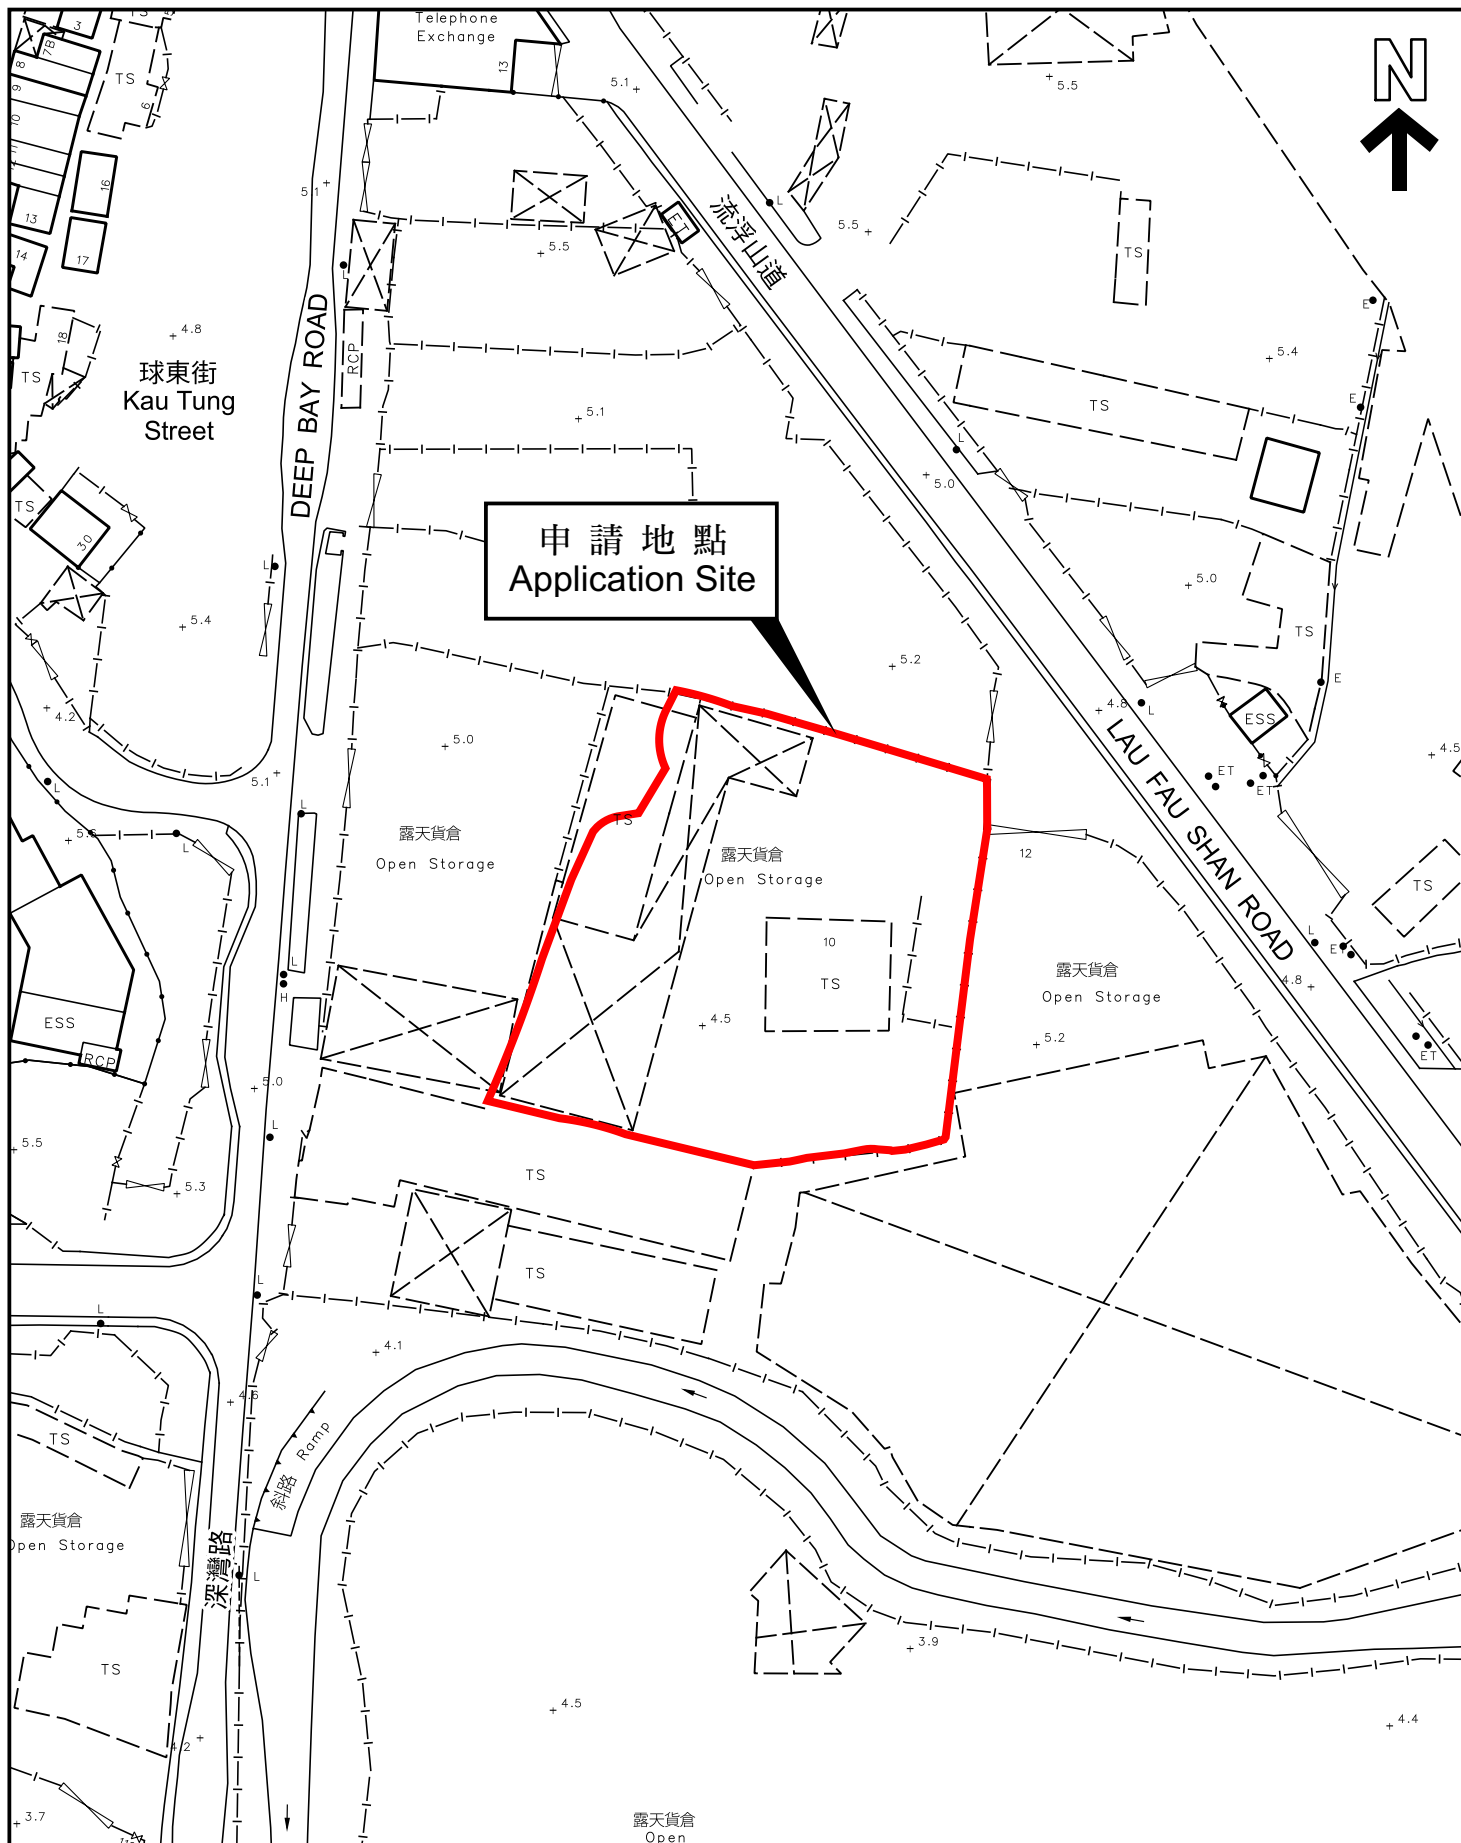 Telephone
Exchange
N
3
TS
7B
8
9
10
TS
6
13
5.1
5.5
16
13
14
17
5.1
5.5
ET
流浮山道
L
5.5
TS
E
4.8
18
TS
球東街
Kau Tung
Street
DEEP BAY ROAD
L
RCP
5.1
5.4
TS
E
L
5.0
TS
30
L
申請地點
Application Site
5.4
5.0
TS
4.2
5.2
4.8
L
E
ESS
LAU FAU SHAN ROAD
4.5
5.0
5.1
L
L
ET
ET
TS
露天貨倉
Open Storage
露天貨倉
Open Storage
12
L
TS
10
TS
L
ET
露天貨倉
Open Storage
4.8
L
H
ESS
RCP
4.5
5.2
ET
5.0
L
5.5
5.3
TS
TS
L
L
4.1
4.6
TS
斜路 Ramp
露天貨倉
Open Storage
深灣路
L
TS
3.9
4.5
4.4
4.2
3.7
露天貨倉
Open